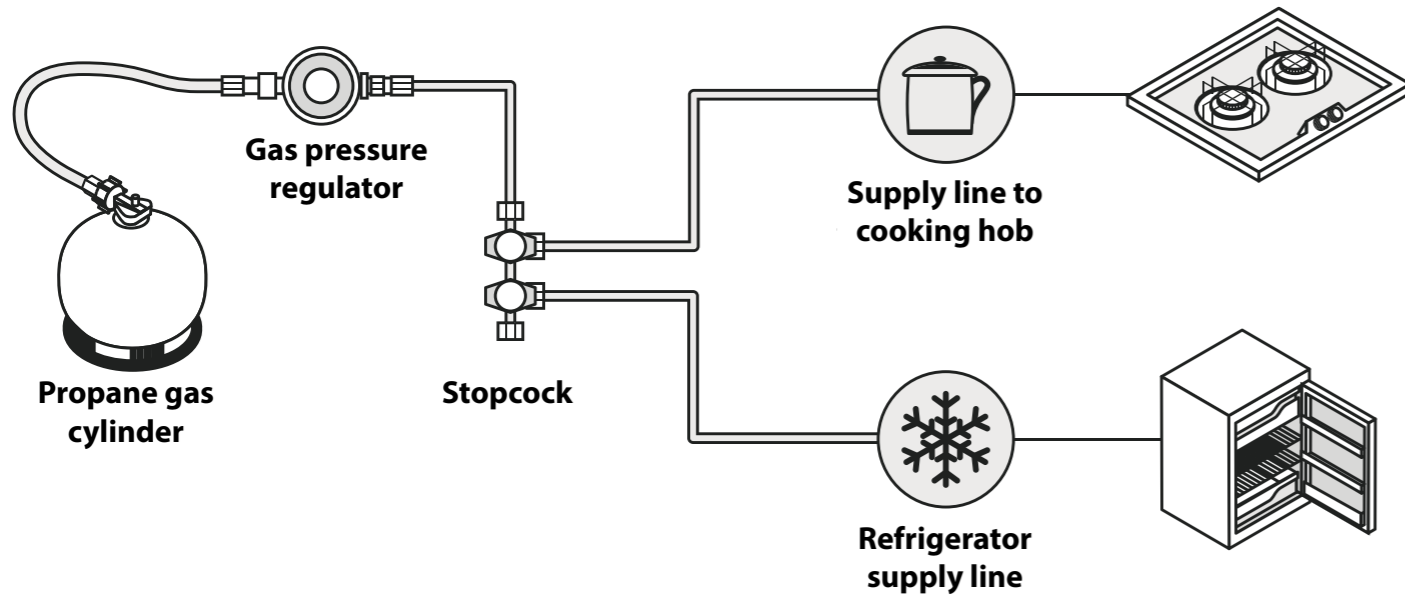 Gas pressure
regulator
Supply line to
cooking hob
Propane gas
cylinder
Stopcock
Refrigerator
supply line